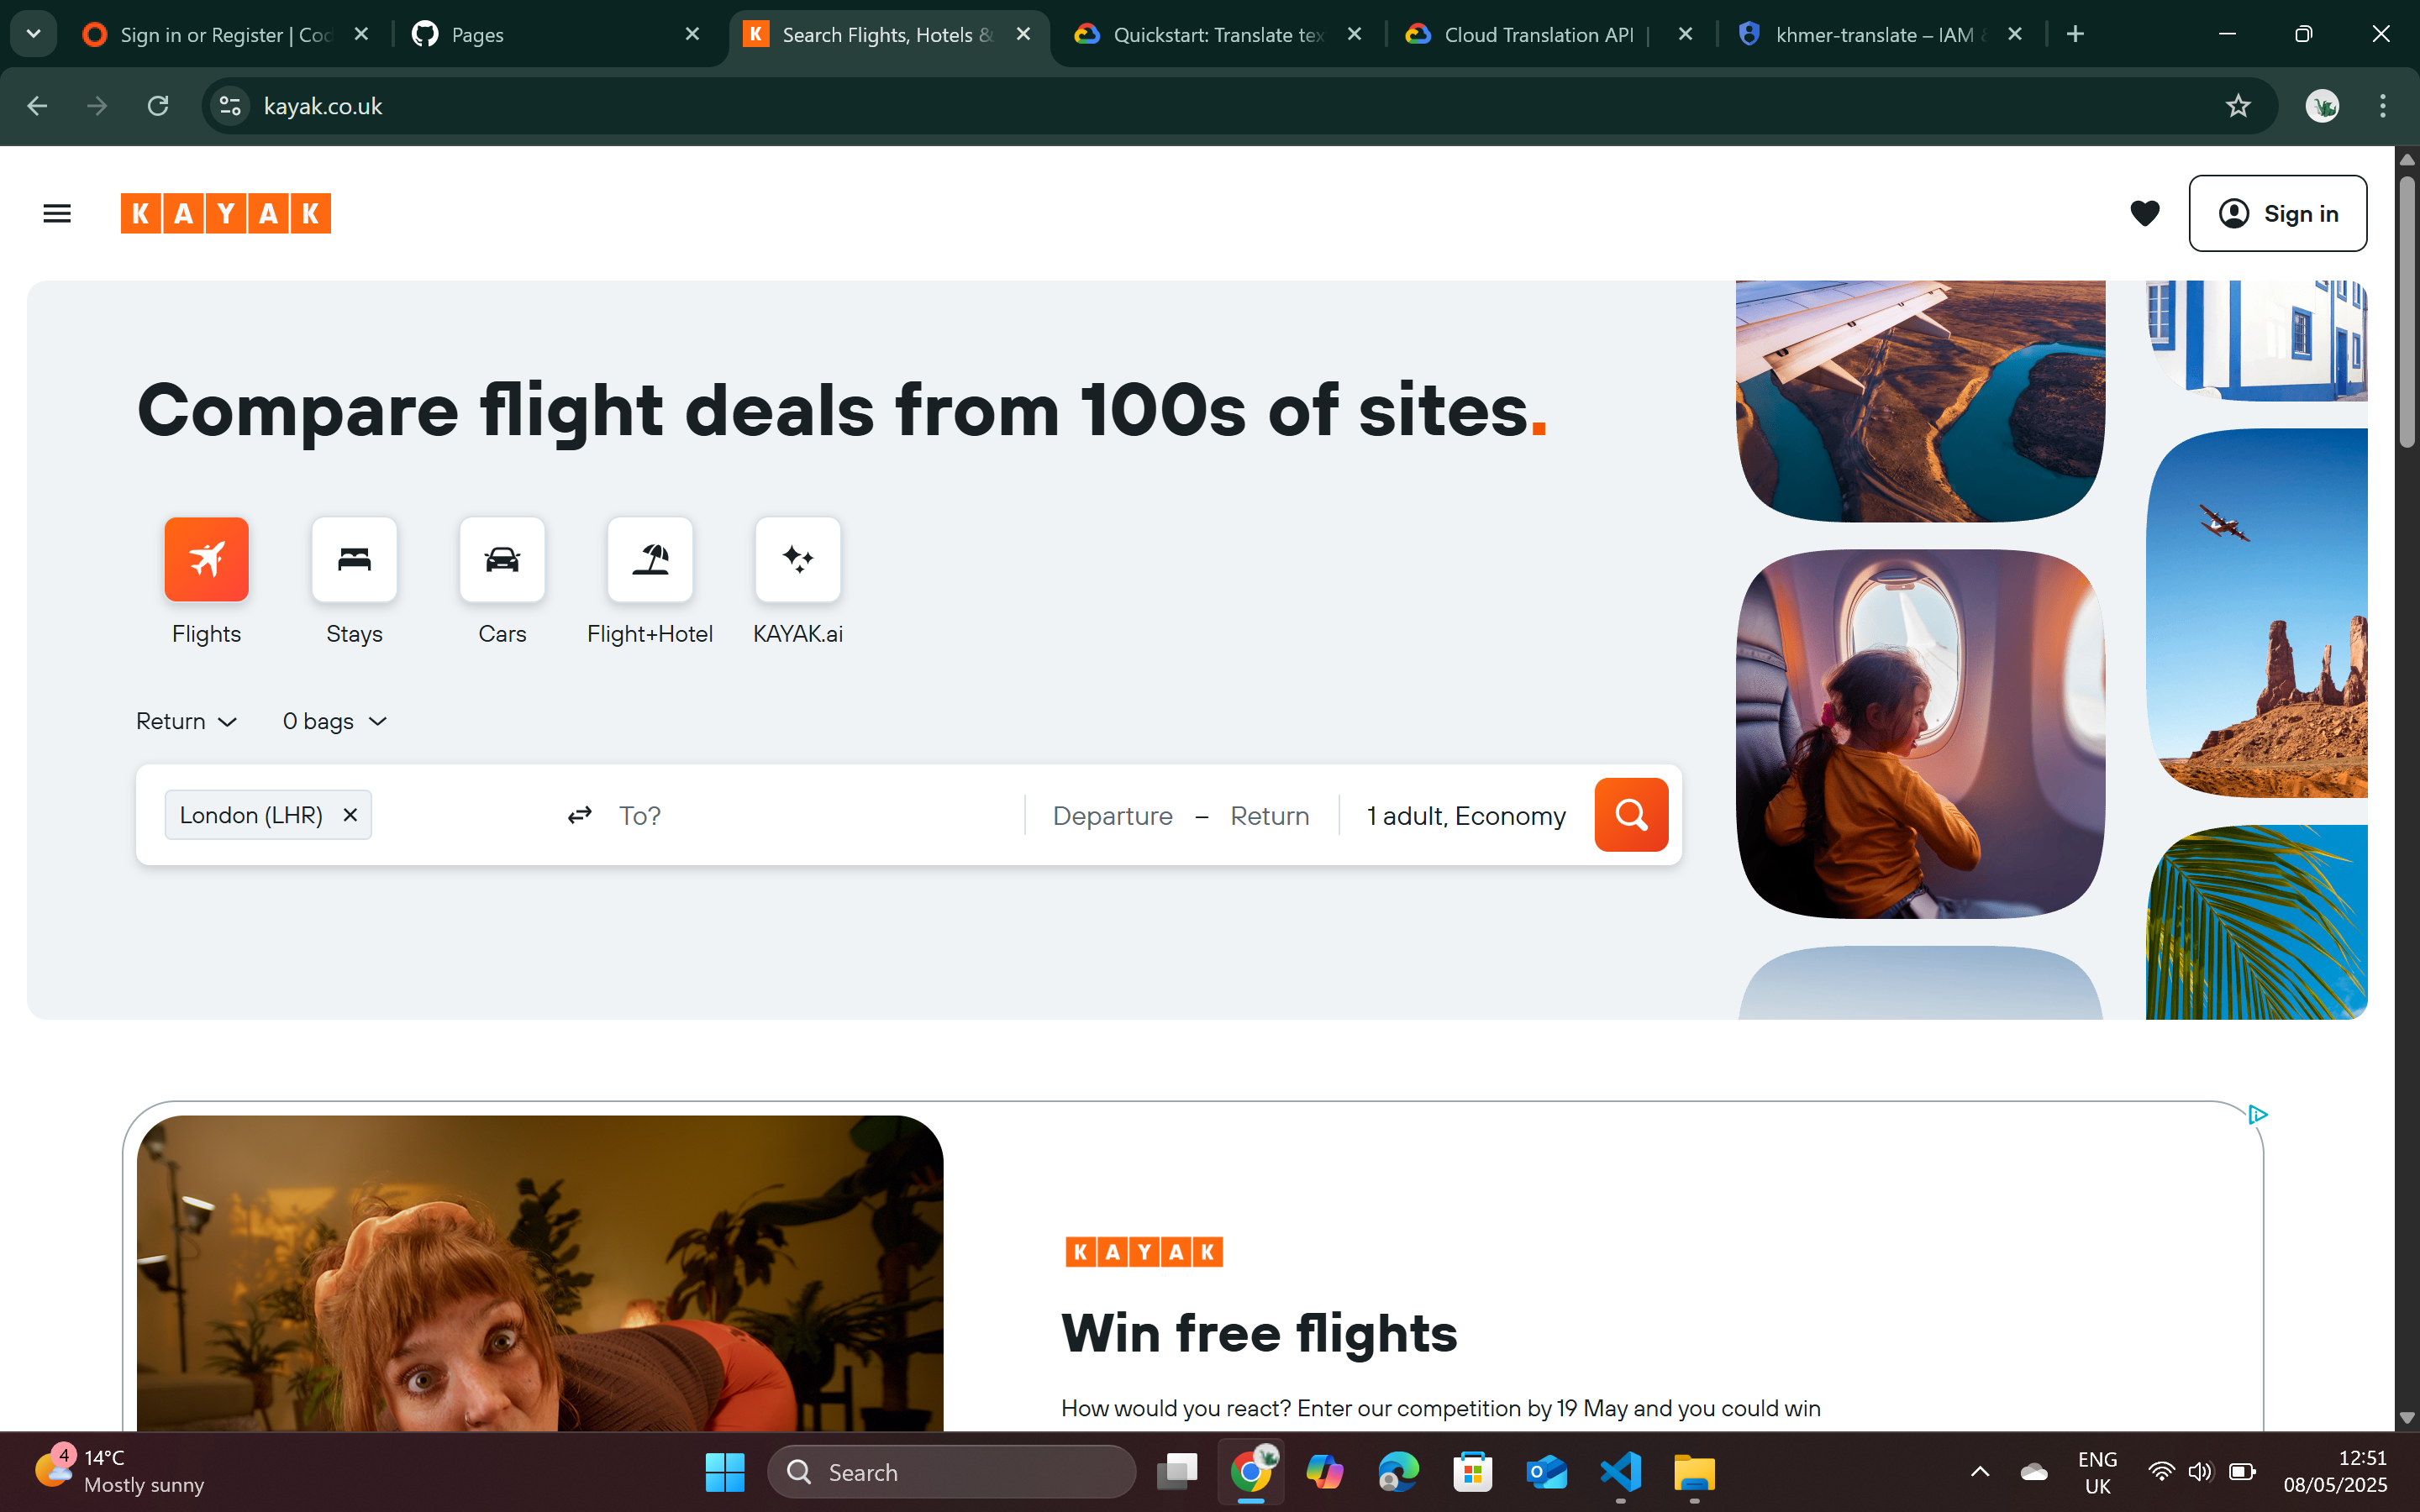 Sign in or Register | Cod
Pages
Search Flights, Hotels &
Quickstart: Translate tex
Cloud Translation API |
khmer-translate – IAM &
kayak.co.uk
KAYAK
Sign in
Compare flight deals from 100s of sites.
Flights
Stays
Cars
Flight+Hotel
KAYAK.ai
Return
0 bags
London (LHR)
To?
Departure – Return
1 adult, Economy
KAYAK
Win free flights
How would you react? Enter our competition by 19 May and you could win
4
14°C
Mostly sunny
Search
ENG
UK
12:51
08/05/2025